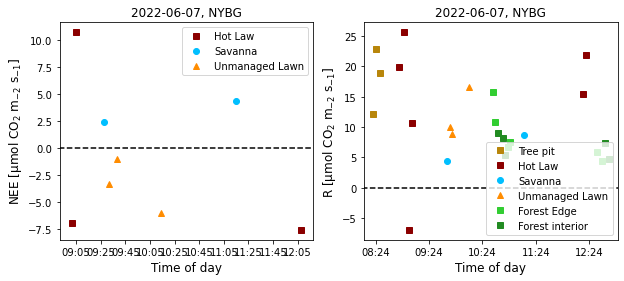 2022-06-07, NYBG
NEE [μmol CO₂ m₋₂ s₋₁]
10.0
7.5
5.0
2.5
0.0
−2.5
−5.0
−7.5
Hot Law
Savanna
Unmanaged Lawn
09:05 09:25 09:45 10:05 10:25 10:45 11:05 11:25 11:45 12:05
Time of day
2022-06-07, NYBG
R [μmol CO₂ m₋₂ s₋₁]
25
20
15
10
5
0
−5
Tree pit
Hot Law
Savanna
Unmanaged Lawn
Forest Edge
Forest interior
08:24 09:24 10:24 11:24 12:24
Time of day